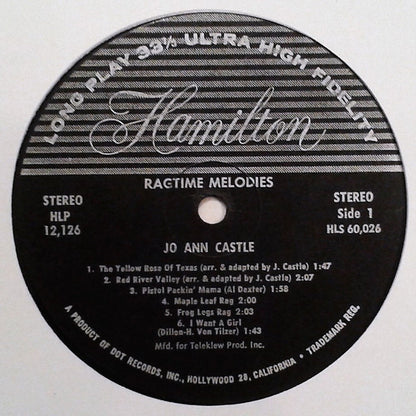 LONG PLAY 33⅓ ULTRA HIGH FIDELITY
Hamilton
RAGTIME MELODIES
STEREO
HLP
12,126
STEREO
Side 1
HLS 60,026
JO ANN CASTLE
1. The Yellow Rose Of Texas (arr. & adapted by J. Castle) 1:47
2. Red River Valley (arr. & adapted by J. Castle) 2:07
3. Pistol Packin' Mama (Al Dexter) 1:58
4. Maple Leaf Rag 2:00
5. Frog Legs Rag 2:03
6. I Want A Girl
(Dillon-H. Von Tilzer) 1:43
Mfd. for Teleklew Prod. Inc.
A PRODUCT OF DOT RECORDS, INC., HOLLYWOOD 28, CALIFORNIA • TRADEMARK REG.